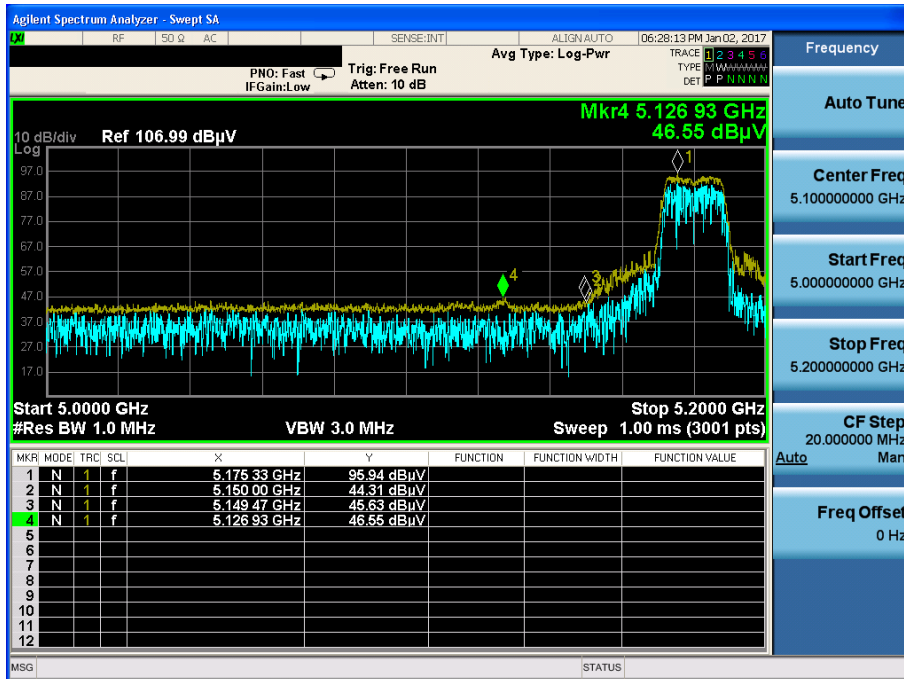 Agilent Spectrum Analyzer - Swept SA
LXI RF 50 Ω AC SENSE:INT ALIGN AUTO 06:28:13 PM Jan 02, 2017
Avg Type: Log-Pwr TRACE 1 2 3 4 5 6
PNO: Fast Trig: Free Run TYPE M W W W W W
IFGain:Low Atten: 10 dB DET P P N N N N
Mkr4 5.126 93 GHz
46.55 dBµV
10 dB/div Ref 106.99 dBµV
Log
97.0
87.0
77.0
67.0
57.0
47.0
37.0
27.0
17.0
1
3
4
Start 5.0000 GHz Stop 5.2000 GHz
#Res BW 1.0 MHz VBW 3.0 MHz Sweep 1.00 ms (3001 pts)
MKR MODE TRC SCL X Y FUNCTION FUNCTION WIDTH FUNCTION VALUE
1 N 1 f 5.175 33 GHz 95.94 dBµV
2 N 1 f 5.150 00 GHz 44.31 dBµV
3 N 1 f 5.149 47 GHz 45.63 dBµV
4 N 1 f 5.126 93 GHz 46.55 dBµV
5
6
7
8
9
10
11
12
MSG STATUS
Frequency
Auto Tune
Center Freq
5.100000000 GHz
Start Freq
5.000000000 GHz
Stop Freq
5.200000000 GHz
CF Step
20.000000 MHz
Auto Man
Freq Offset
0 Hz